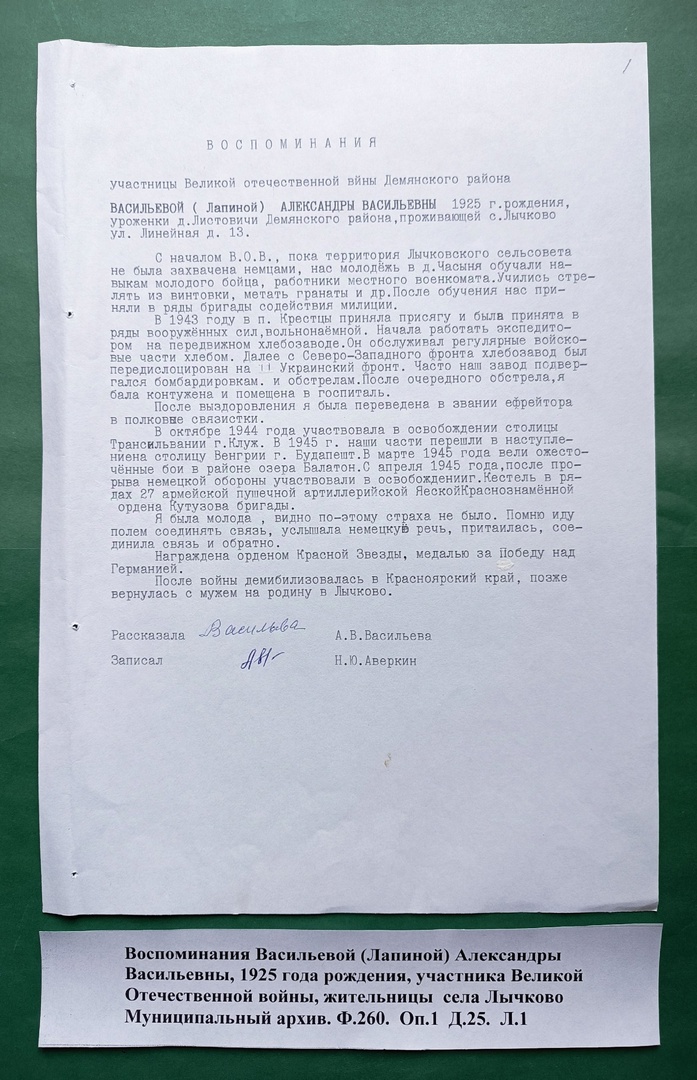 1
ВОСПОМИНАНИЯ
участницы Великой отечественной вйны Демянского района
ВАСИЛЬЕВОЙ ( Лапиной) АЛЕКСАНДРЫ ВАСИЛЬЕВНЫ 1925 г.рождения,
уроженки д.Листовичи Демянского района,проживающей с.Лычково
ул. Линейная д. 13.
С началом В.О.В., пока территория Лычковского сельсовета
не была захвачена немцами, нас молодёжь в д.Часыня обучали на-
выкам молодого бойца, работники местного военкомата.Учились стре-
лять из винтовки, метать гранаты и др.После обучения нас при-
няли в ряды бригады содействия милиции.
В 1943 году в п. Крестцы приняла присягу и была принята в
ряды вооружённых сил,вольнонаёмной. Начала работать экспедито-
ром на передвижном хлебозаводе.Он обслуживал регулярные войско-
вые части хлебом. Далее с Северо-Западного фронта хлебозавод был
передислоцирован на II Украинский фронт. Часто наш завод подвер-
гался бомбардировкам. и обстрелам.После очередного обстрела,я
бала контужена и помещена в госпиталь.
После выздоровления я была переведена в звании ефрейтора
в полковые связистки.
В октябре 1944 года участвовала в освобождении столицы
Трансильвании г.Клуж. В 1945 г. наши части перешли в наступле-
ниена столицу Венгрии г. Будапешт.В марте 1945 года вели ожесто-
чённые бои в районе озера Балатон.С апреля 1945 года,после про-
рыва немецкой обороны участвовали в освобожденииг.Кестель в ря-
дах 27 армейской пушечной артиллерийской ЯеСкойКраснознамённой
ордена Кутузова бригады.
Я была молода , видно по-этому страха не было. Помню иду
полем соединять связь, услышала немецкую речь, притаилась, сое-
динила связь и обратно.
Награждена орденом Красной Звезды, медалью за Победу над
Германией.
После войны демибилизовалась в Красноярский край, позже
вернулась с мужем на родину в Лычково.
Рассказала Васильева А.В.Васильева
Записал Н.Ю.Аверкин
Воспоминания Васильевой (Лапиной) Александры
Васильевны, 1925 года рождения, участника Великой
Отечественной войны, жительницы села Лычково
Муниципальный архив. Ф.260. Оп.1 Д.25. Л.1